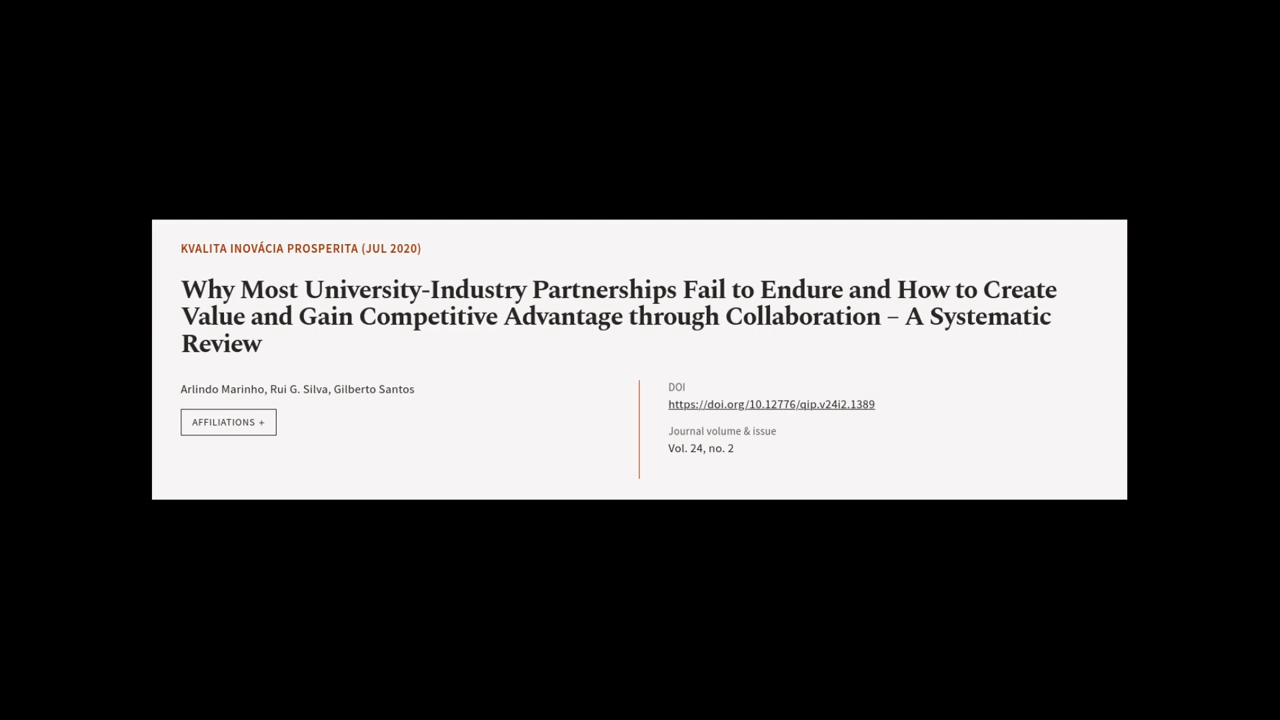 KVALITA INOVÁCIA PROSPERITA (JUL 2020)
Why Most University-Industry Partnerships Fail to Endure and How to Create
Value and Gain Competitive Advantage through Collaboration – A Systematic
Review
Arlindo Marinho, Rui G. Silva, Gilberto Santos
AFFILIATIONS +
DOI
https://doi.org/10.12776/qip.v24i2.1389
Journal volume & issue
Vol. 24, no. 2